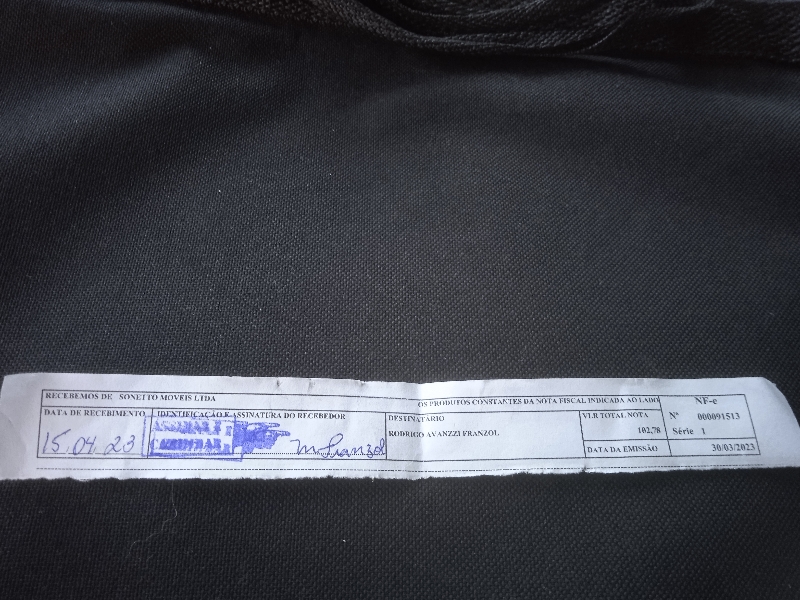 RECEBEMOS DE SONETTO MOVEIS LTDA OS PRODUTOS CONSTANTES DA NOTA FISCAL INDICADA AO LADO
NF-e
DATA DE RECEBIMENTO IDENTIFICAÇÃO E ASSINATURA DO RECEBEDOR
DESTINATÁRIO
VLR TOTAL NOTA
Nº 000091513
15.04.23
RODRIGO AVANZZI FRANZOL
102,78
Série 1
DATA DA EMISSÃO
30/03/2023